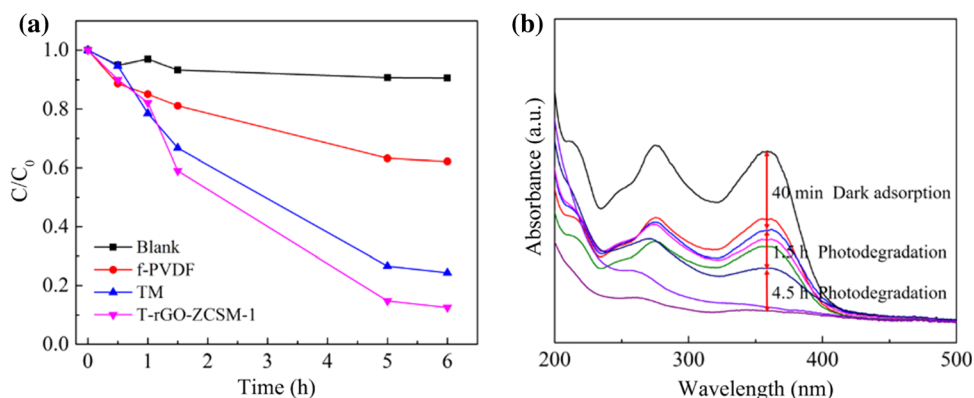 (a)
1.0
0.8
0.6
0.4
0.2
0.0
C/C0
Blank
f-PVDF
TM
T-rGO-ZCSM-1
0 1 2 3 4 5 6
Time (h)
(b)
Absorbance (a.u.)
40 min Dark adsorption
1.5 h Photodegradation
4.5 h Photodegradation
200 300 400 500
Wavelength (nm)